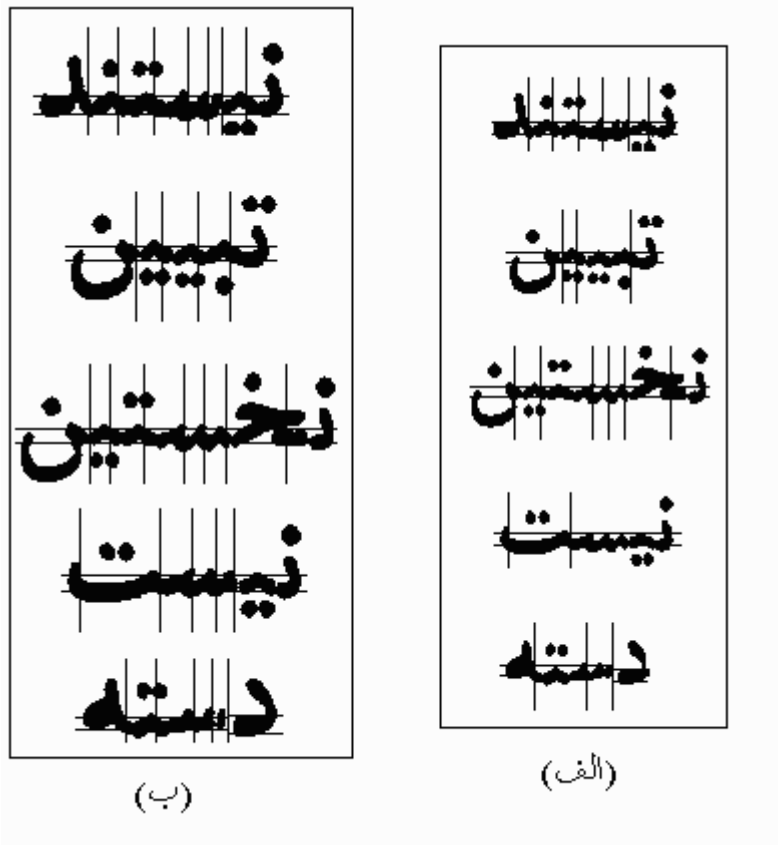 نیستند
تبیین
نخستین
نیست
دسته
(الف)
نیستند
تبیین
نخستین
نیست
دسته
(ب)